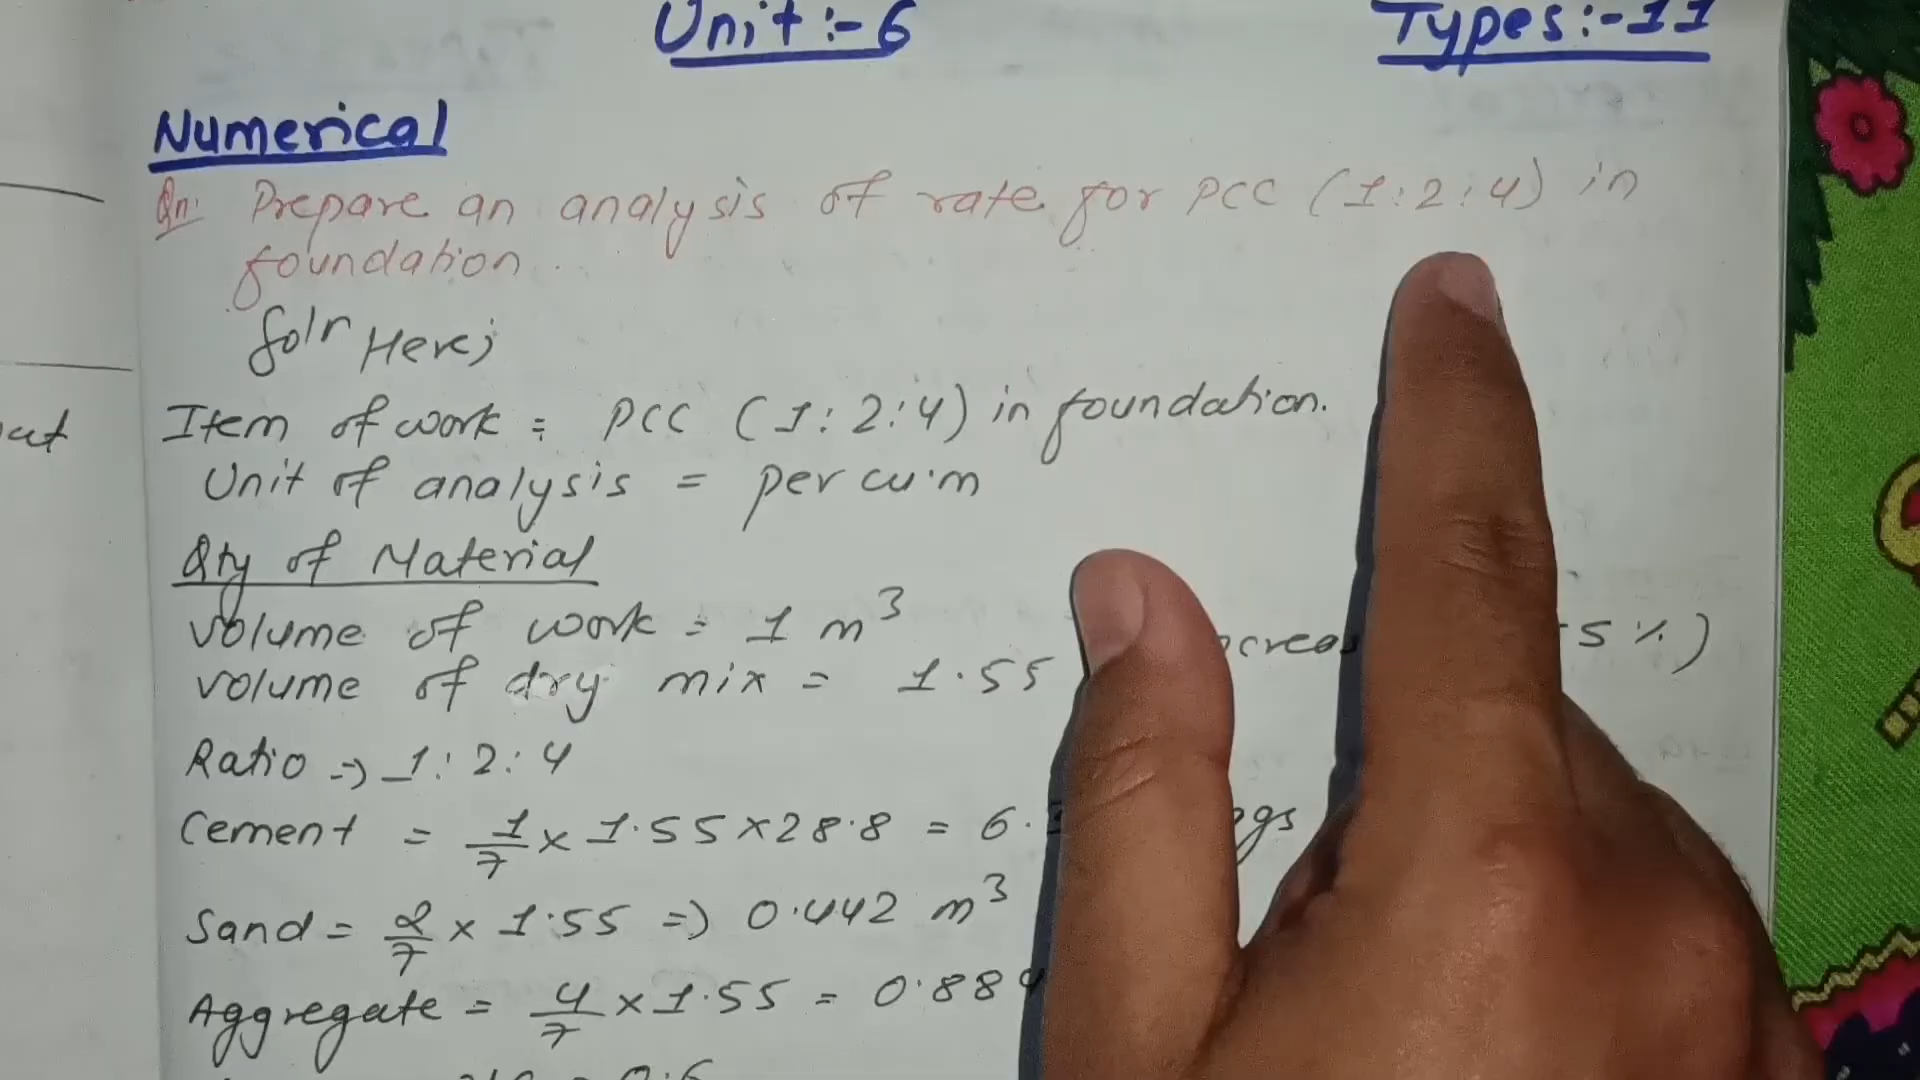 Unit:-6
Types:-11
Numerical
Qn: Prepare an analysis of rate for PCC (1:2:4) in
foundation.
Soln Here;
Item of work = PCC (1:2:4) in foundation.
Unit of analysis = per cu.m
Qty of Material
Volume of work = 1 m³
5%)
volume of dry mix = 1.55
Ratio => 1:2:4
Cement = 1/7 x 1.55 x 28.8 = 6.
Sand = 2/7 x 1.55 => 0.442 m³
Aggregate = 4/7 x 1.55 = 0.884